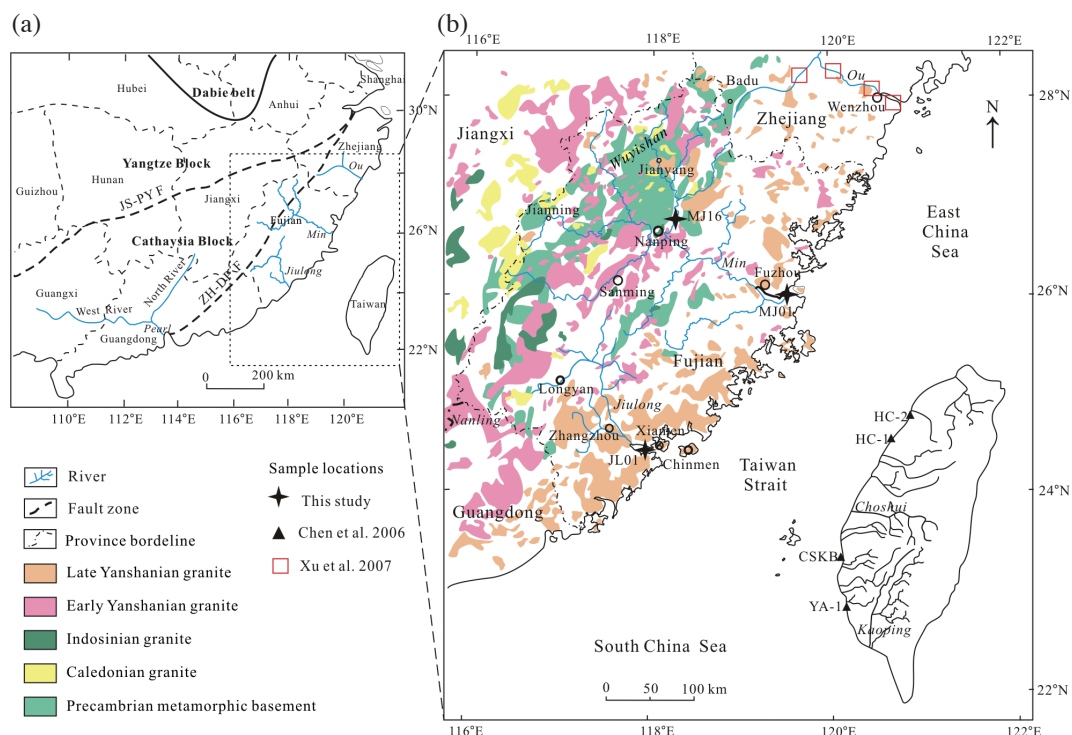 (a)
Hubei
Dabie belt
Anhui
Shanghai
30°N
Yangtze Block
Zhejiang
Ou
Guizhou
Hunan
JS-PYF
Jiangxi
Fujian
Min
26°N
Cathaysia Block
North River
ZH-DPF
Jiulong
Guangxi
West River
Pearl
Guangdong
Taiwan
22°N
0 200 km
110°E 112°E 114°E 116°E 118°E 120°E
River
Fault zone
Province bordeline
Late Yanshanian granite
Early Yanshanian granite
Indosinian granite
Caledonian granite
Precambrian metamorphic basement
Sample locations
This study
Chen et al. 2006
Xu et al. 2007
(b)
116°E 118°E 120°E 122°E
Badu
Ou
Wenzhou
28°N
Jiangxi
Zhejiang
N
Wuyishan
Jianyang
Jianning
MJ16
Nanping
East
China
Sea
Min
Fuzhou
Sanming
MJ01
26°N
Fujian
Longyan
Nanling
Jiulong
Zhangzhou
Xiamen
JL01
Chinmen
Taiwan
Strait
HC-2
HC-1
24°N
Guangdong
Choshui
CSKB
YA-1
Kaoping
South China Sea
0 50 100 km
22°N
116°E 118°E 120°E 122°E